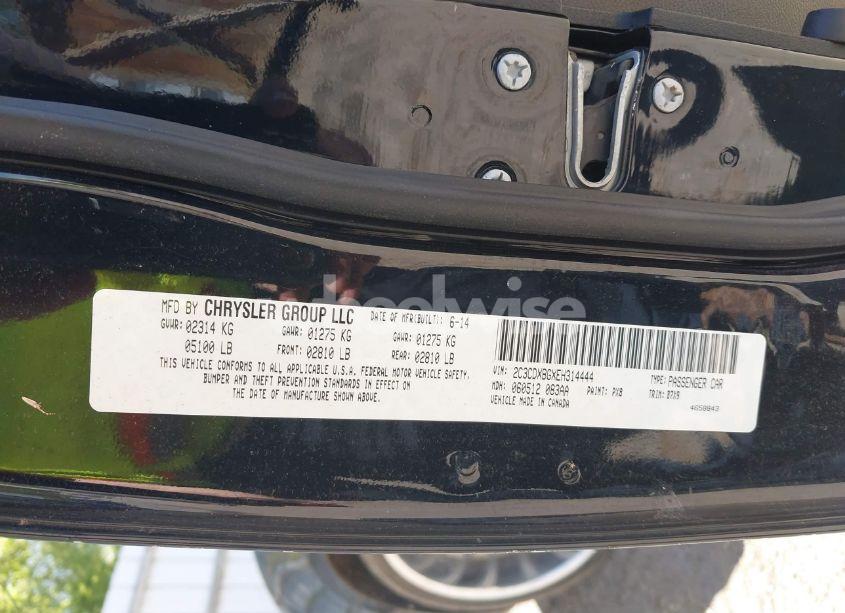 MFD BY CHRYSLER GROUP LLC DATE OF MFR(BUILT): 6-14
GVWR: 02314 KG GAWR: 01275 KG GAWR: 01275 KG
05100 LB FRONT: 02810 LB REAR: 02810 LB
THIS VEHICLE CONFORMS TO ALL APPLICABLE U.S.A. FEDERAL MOTOR VEHICLE SAFETY,
BUMPER AND THEFT PREVENTION STANDARDS IN EFFECT ON
THE DATE OF MANUFACTURE SHOWN ABOVE.
VIN: 2C3CDXBGXEH314444 TYPE: PASSENGER CAR
MDH: 060512 083AA PAINT: PX8 TRIM: B7X9
VEHICLE MADE IN CANADA 4658843